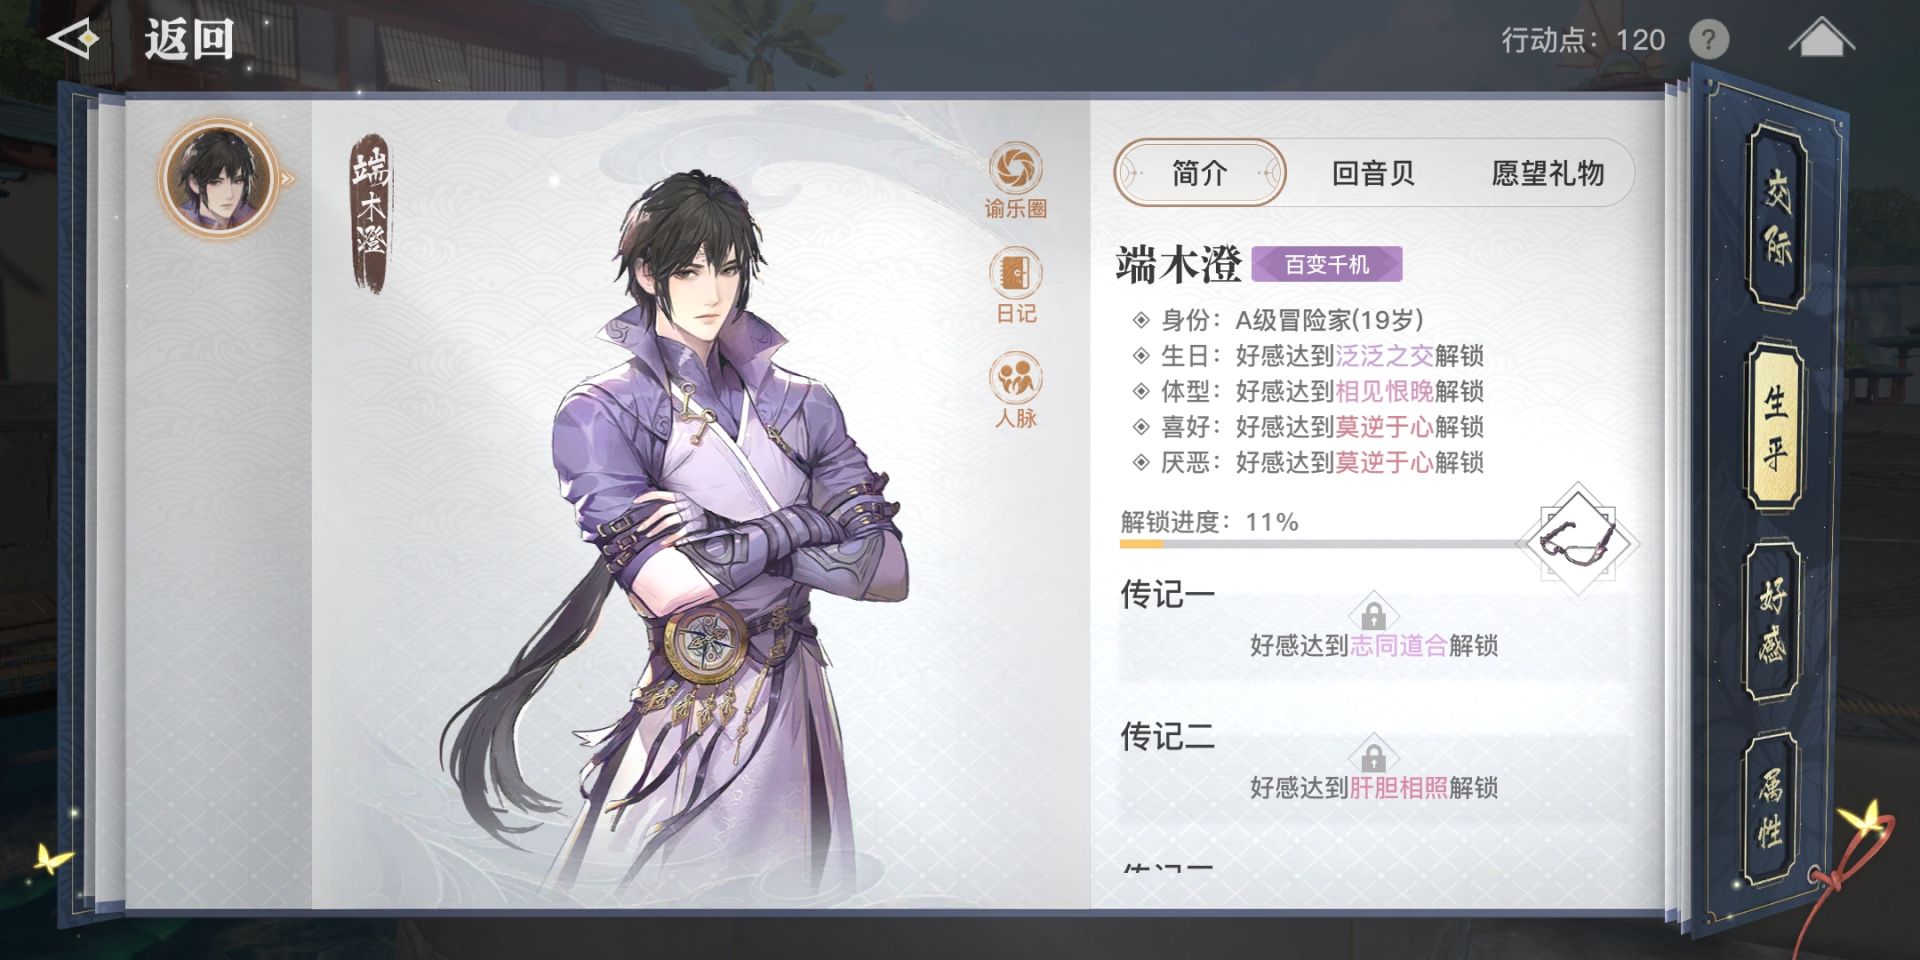 返回
行动点：120
?
端木澄
谕乐圈
日记
人脉
简介 回音贝 愿望礼物
端木澄 百变千机
身份：A级冒险家(19岁)
生日：好感达到泛泛之交解锁
体型：好感达到相见恨晚解锁
喜好：好感达到莫逆于心解锁
厌恶：好感达到莫逆于心解锁
解锁进度：11%
传记一
好感达到志同道合解锁
传记二
好感达到肝胆相照解锁
交际
生平
好感
属性